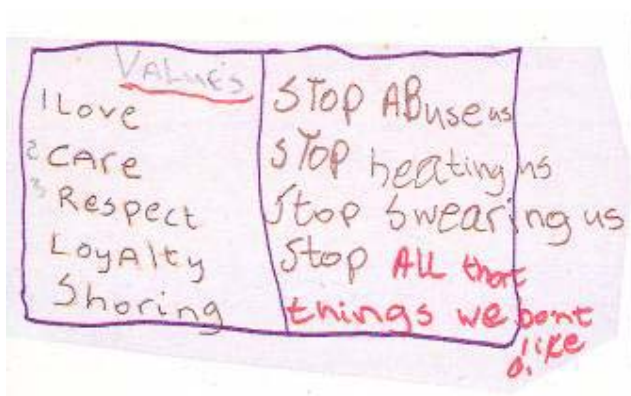 VALUES
1 Love
2 CARe
3 Respect
LoyAlty
Shoring
STOP ABuse us
STOP beating us
Stop Swearing us
Stop ALL that
things we Dont
like